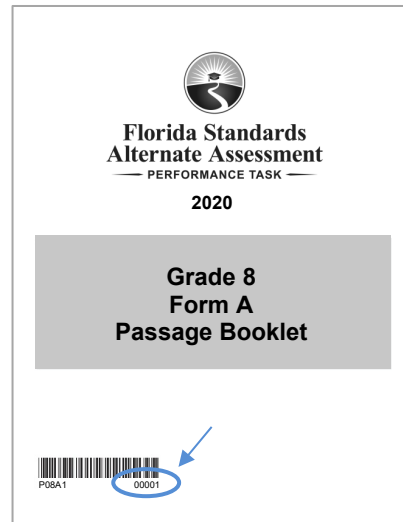 Florida Standards
Alternate Assessment
PERFORMANCE TASK
2020
Grade 8
Form A
Passage Booklet
P08A1 00001